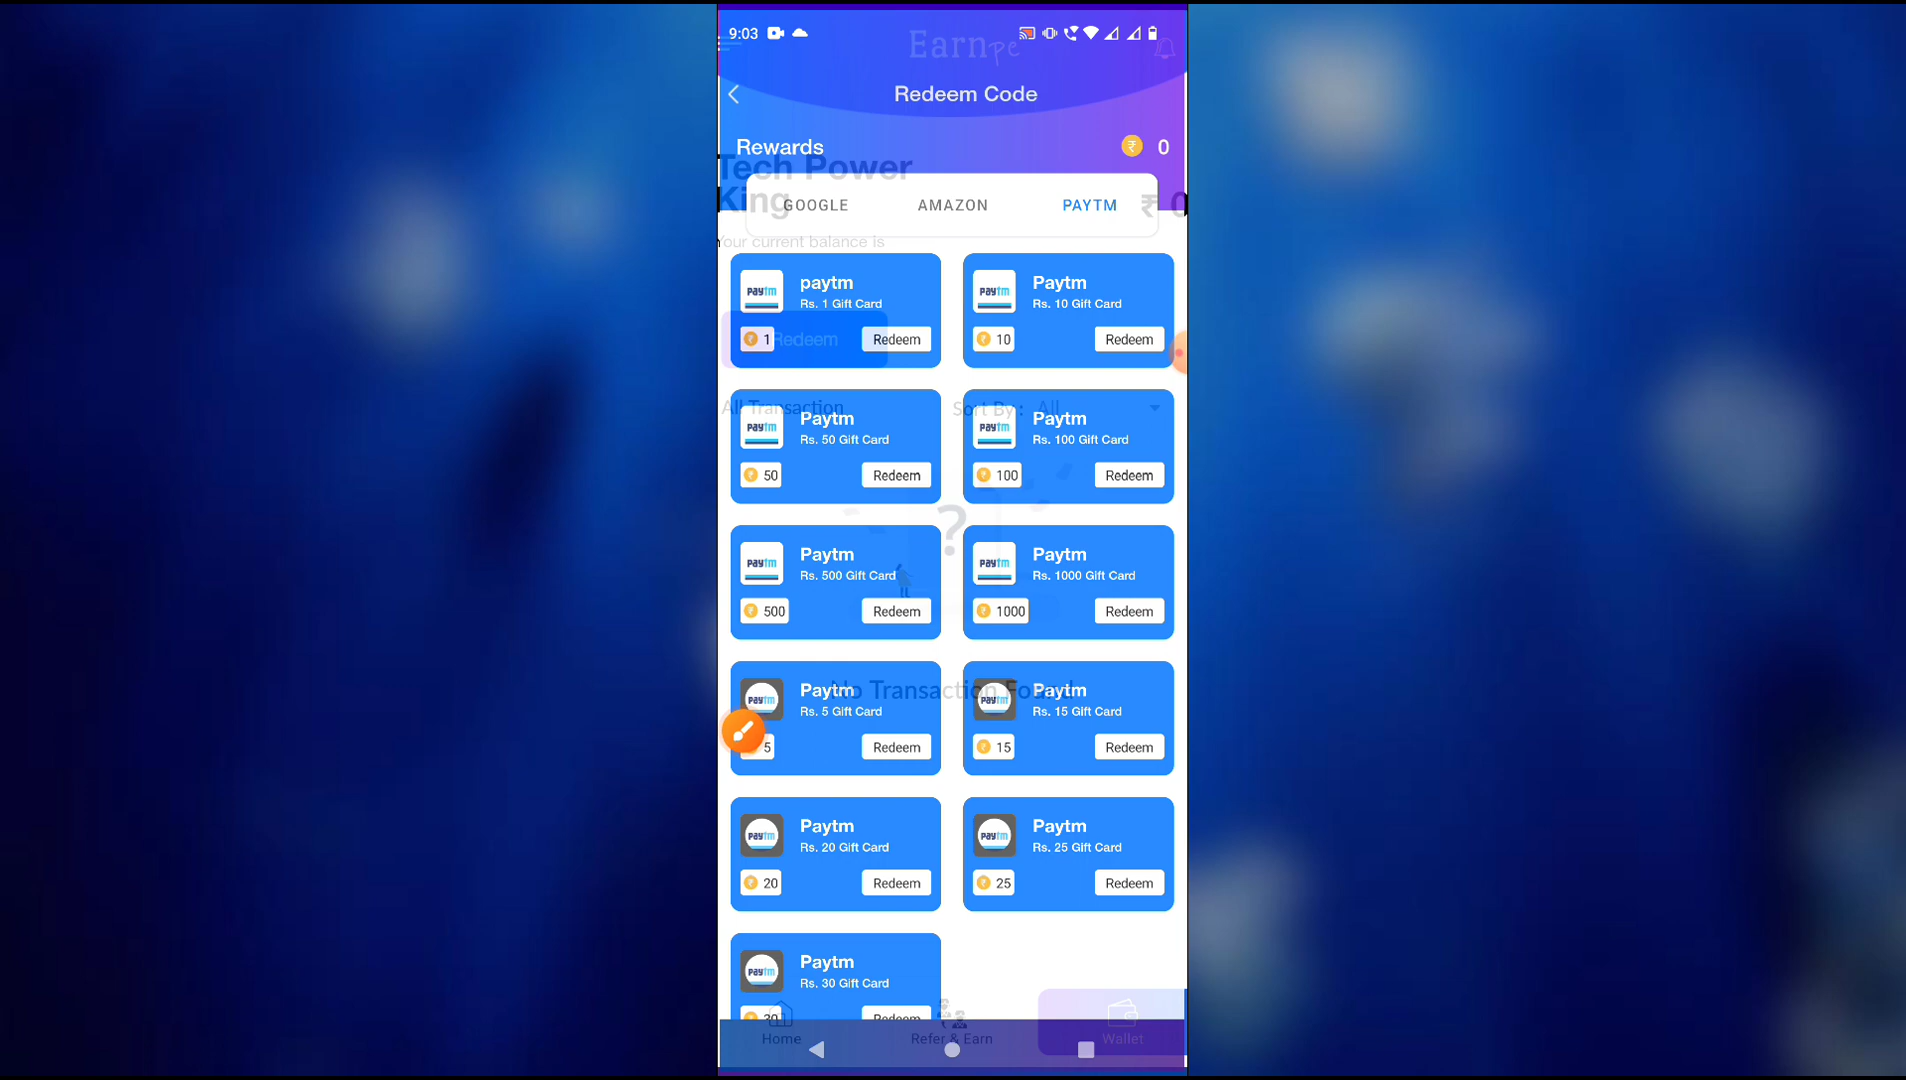 9:03
Earnpe
Redeem Code
Rewards 0
Tech Power
King
GOOGLE AMAZON PAYTM ₹ 0
Your current balance is
paytm
Rs. 1 Gift Card
1 Redeem
Redeem
Paytm
Rs. 10 Gift Card
10 Redeem
All Transaction Sort By : All
Paytm
Rs. 50 Gift Card
50 Redeem
Paytm
Rs. 100 Gift Card
100 Redeem
?
Paytm
Rs. 500 Gift Card
500 Redeem
Paytm
Rs. 1000 Gift Card
1000 Redeem
No Transaction Found
Paytm
Rs. 5 Gift Card
5 Redeem
Paytm
Rs. 15 Gift Card
15 Redeem
Paytm
Rs. 20 Gift Card
20 Redeem
Paytm
Rs. 25 Gift Card
25 Redeem
Paytm
Rs. 30 Gift Card
30 Redeem
Home Refer & Earn Wallet